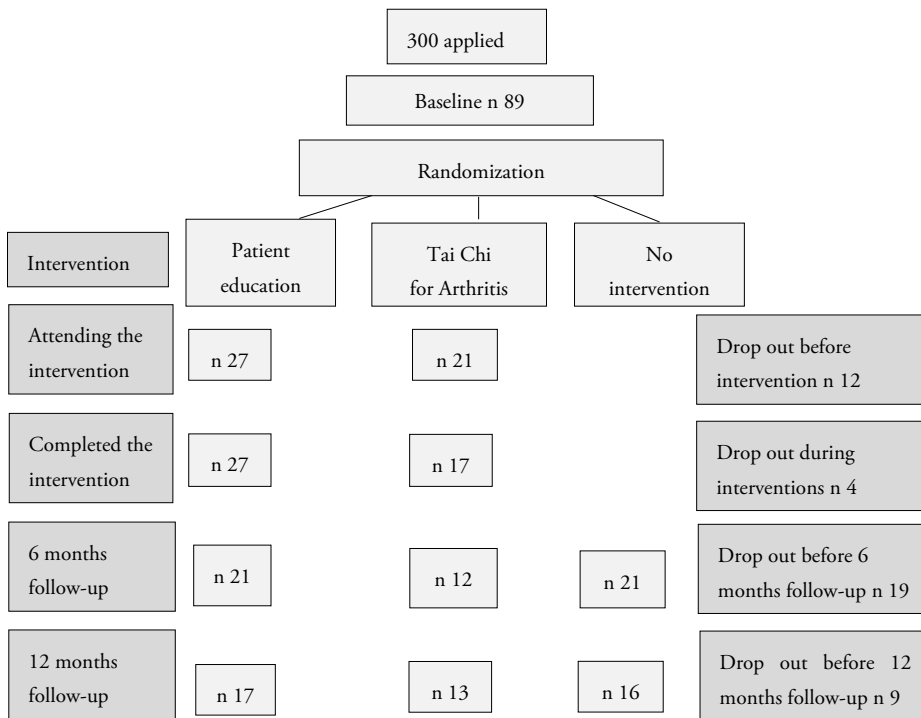 300 applied
Baseline n 89
Randomization
Intervention
Patient
education
Tai Chi
for Arthritis
No
intervention
Attending the
intervention
n 27
n 21
Drop out before
intervention n 12
Completed the
intervention
n 27
n 17
Drop out during
interventions n 4
6 months
follow-up
n 21
n 12
n 21
Drop out before 6
months follow-up n 19
12 months
follow-up
n 17
n 13
n 16
Drop out before 12
months follow-up n 9